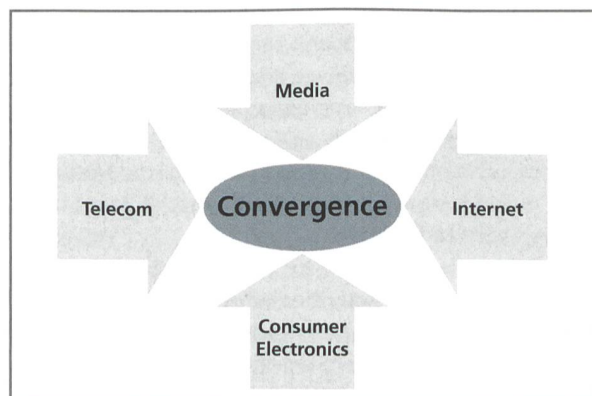 Media
Telecom
Convergence
Internet
Consumer
Electronics